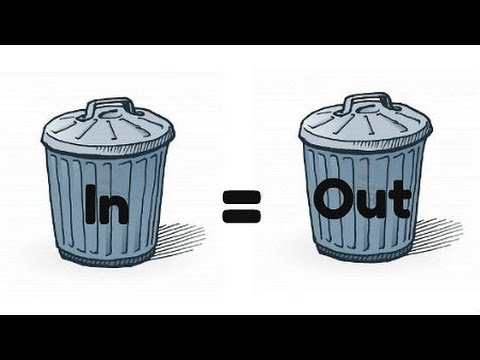 In = Out